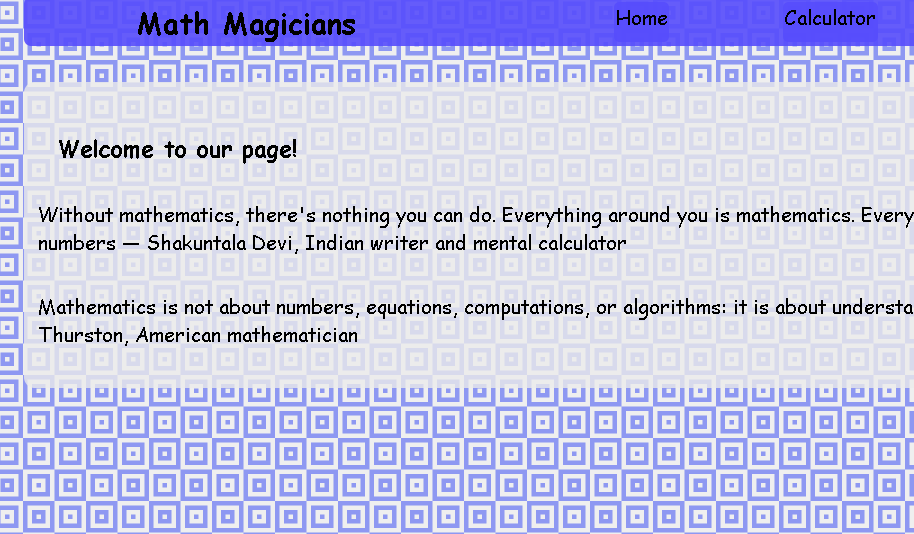 Math Magicians
Home
Calculator
Welcome to our page!
Without mathematics, there's nothing you can do. Everything around you is mathematics. Every
numbers — Shakuntala Devi, Indian writer and mental calculator
Mathematics is not about numbers, equations, computations, or algorithms: it is about understa
Thurston, American mathematician